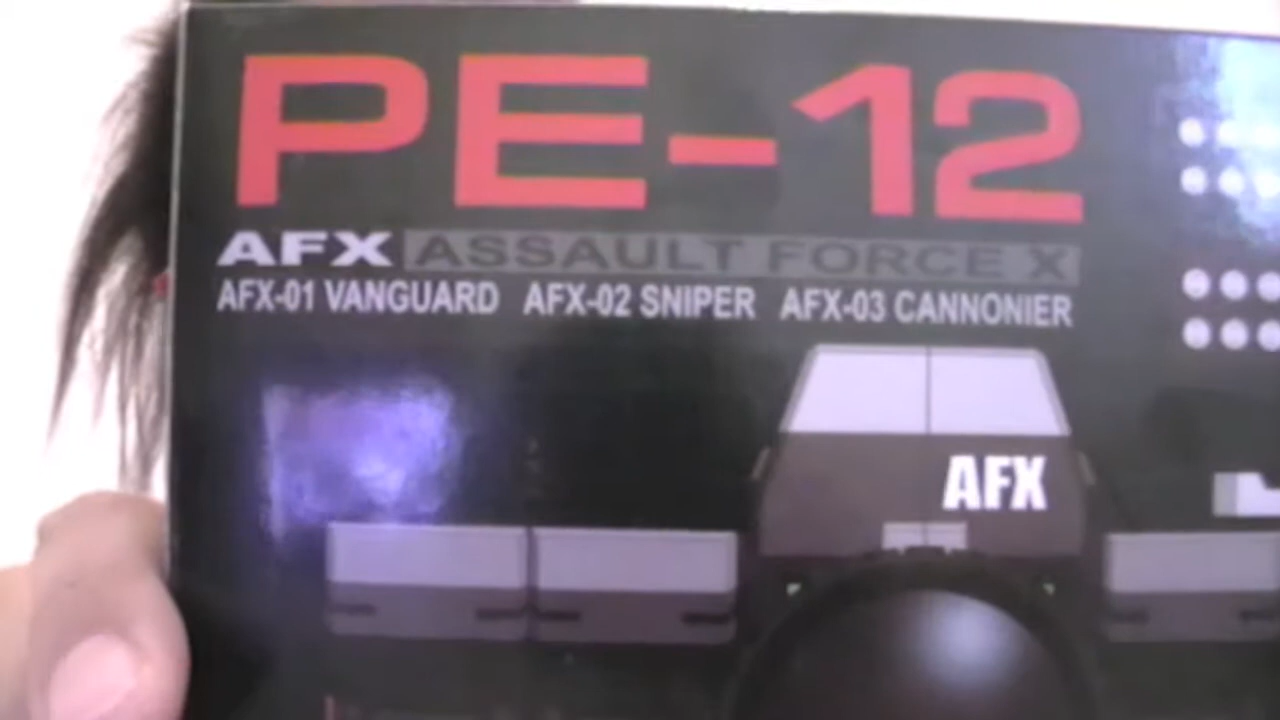 PE-12
AFX ASSAULT FORCE X
AFX-01 VANGUARD AFX-02 SNIPER AFX-03 CANNONIER
AFX